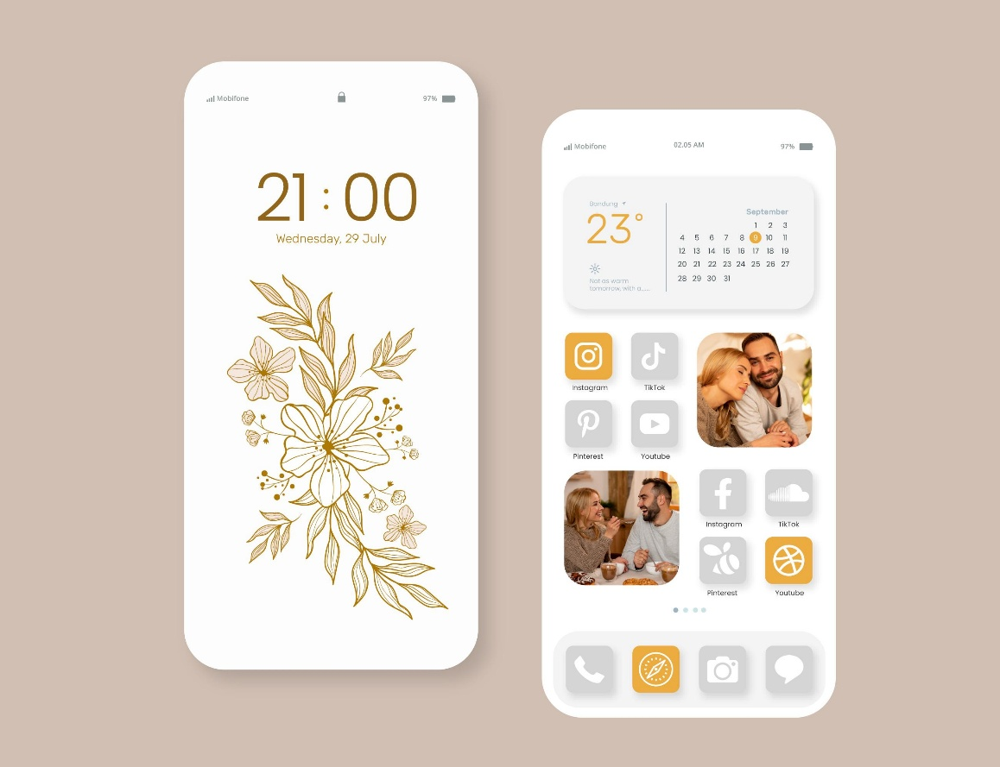 Mobifone
97%
21:00
Wednesday, 29 July
Mobifone
02.05 AM
97%
Bandung
23°
Not as warm
tomorrow, with a......
September
1 2 3
4 5 6 7 8 9 10 11
12 13 14 15 16 17 18 19
20 21 22 23 24 25 26 27
28 29 30 31
Instagram
TikTok
Pinterest
Youtube
Instagram
TikTok
Pinterest
Youtube